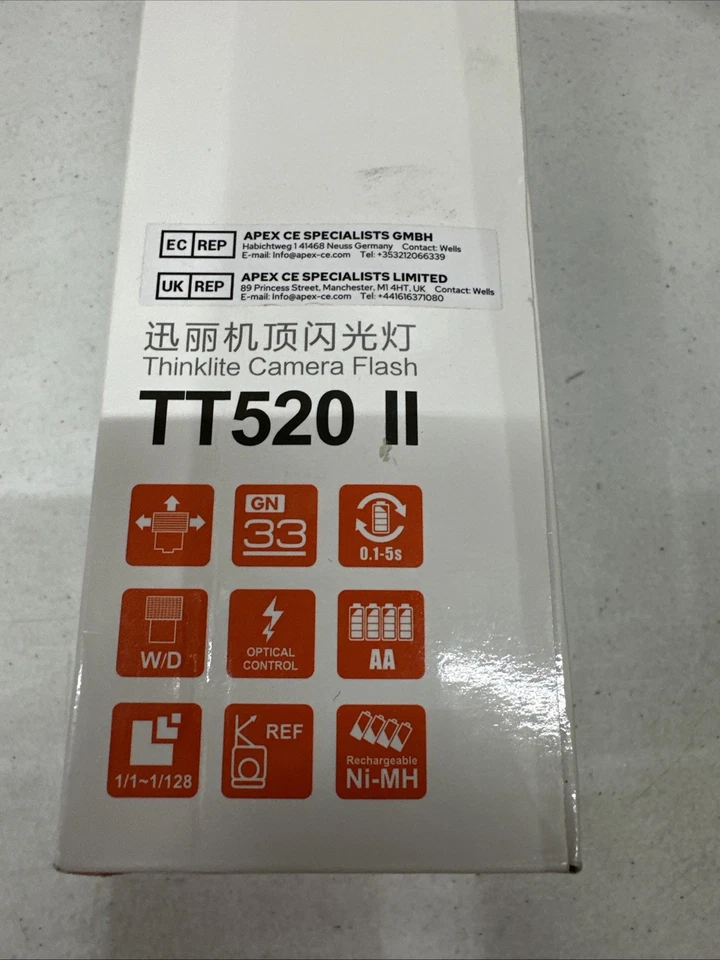 EC REP
APEX CE SPECIALISTS GMBH
Habichtweg 1 41468 Neuss Germany Contact: Wells
E-mail: Info@apex-ce.com Tel: +353212066339
UK REP
APEX CE SPECIALISTS LIMITED
89 Princess Street, Manchester, M1 4HT, UK Contact: Wells
E-mail: Info@apex-ce.com Tel: +441616371080
迅丽机顶闪光灯
Thinklite Camera Flash
TT520 II
GN
33
0.1-5s
W/D
OPTICAL
CONTROL
AA
1/1~1/128
REF
Rechargeable
Ni-MH